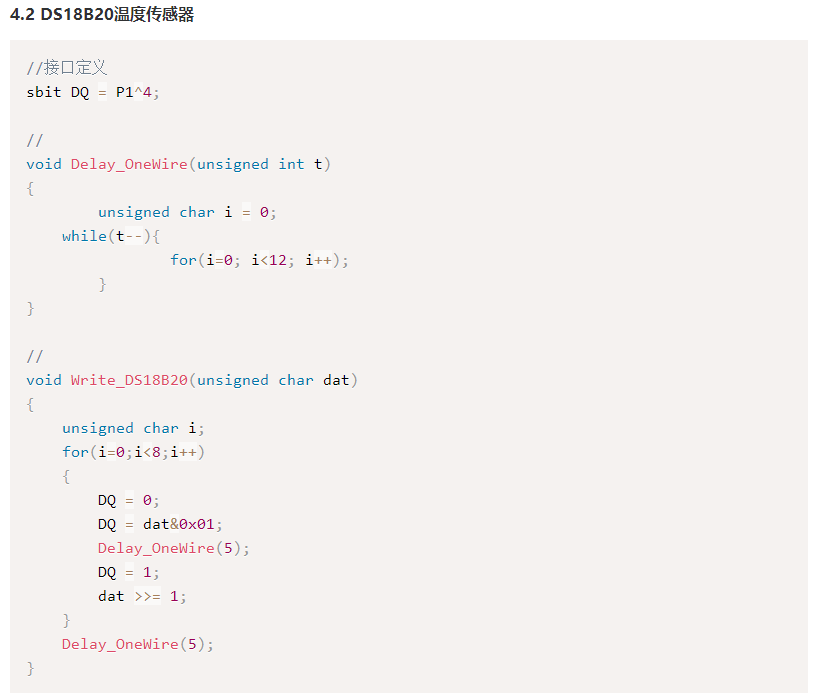 4.2 DS18B20温度传感器
//接口定义
sbit DQ = P1^4;
//
void Delay_OneWire(unsigned int t)
{
unsigned char i = 0;
while(t--){
for(i=0; i<12; i++);
}
}
//
void Write_DS18B20(unsigned char dat)
{
unsigned char i;
for(i=0;i<8;i++)
{
DQ = 0;
DQ = dat&0x01;
Delay_OneWire(5);
DQ = 1;
dat >>= 1;
}
Delay_OneWire(5);
}